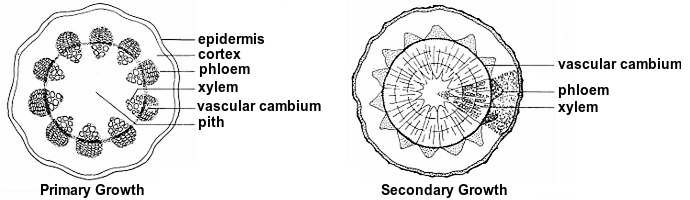 epidermis
cortex
phloem
xylem
vascular cambium
pith
Primary Growth
vascular cambium
phloem
xylem
Secondary Growth